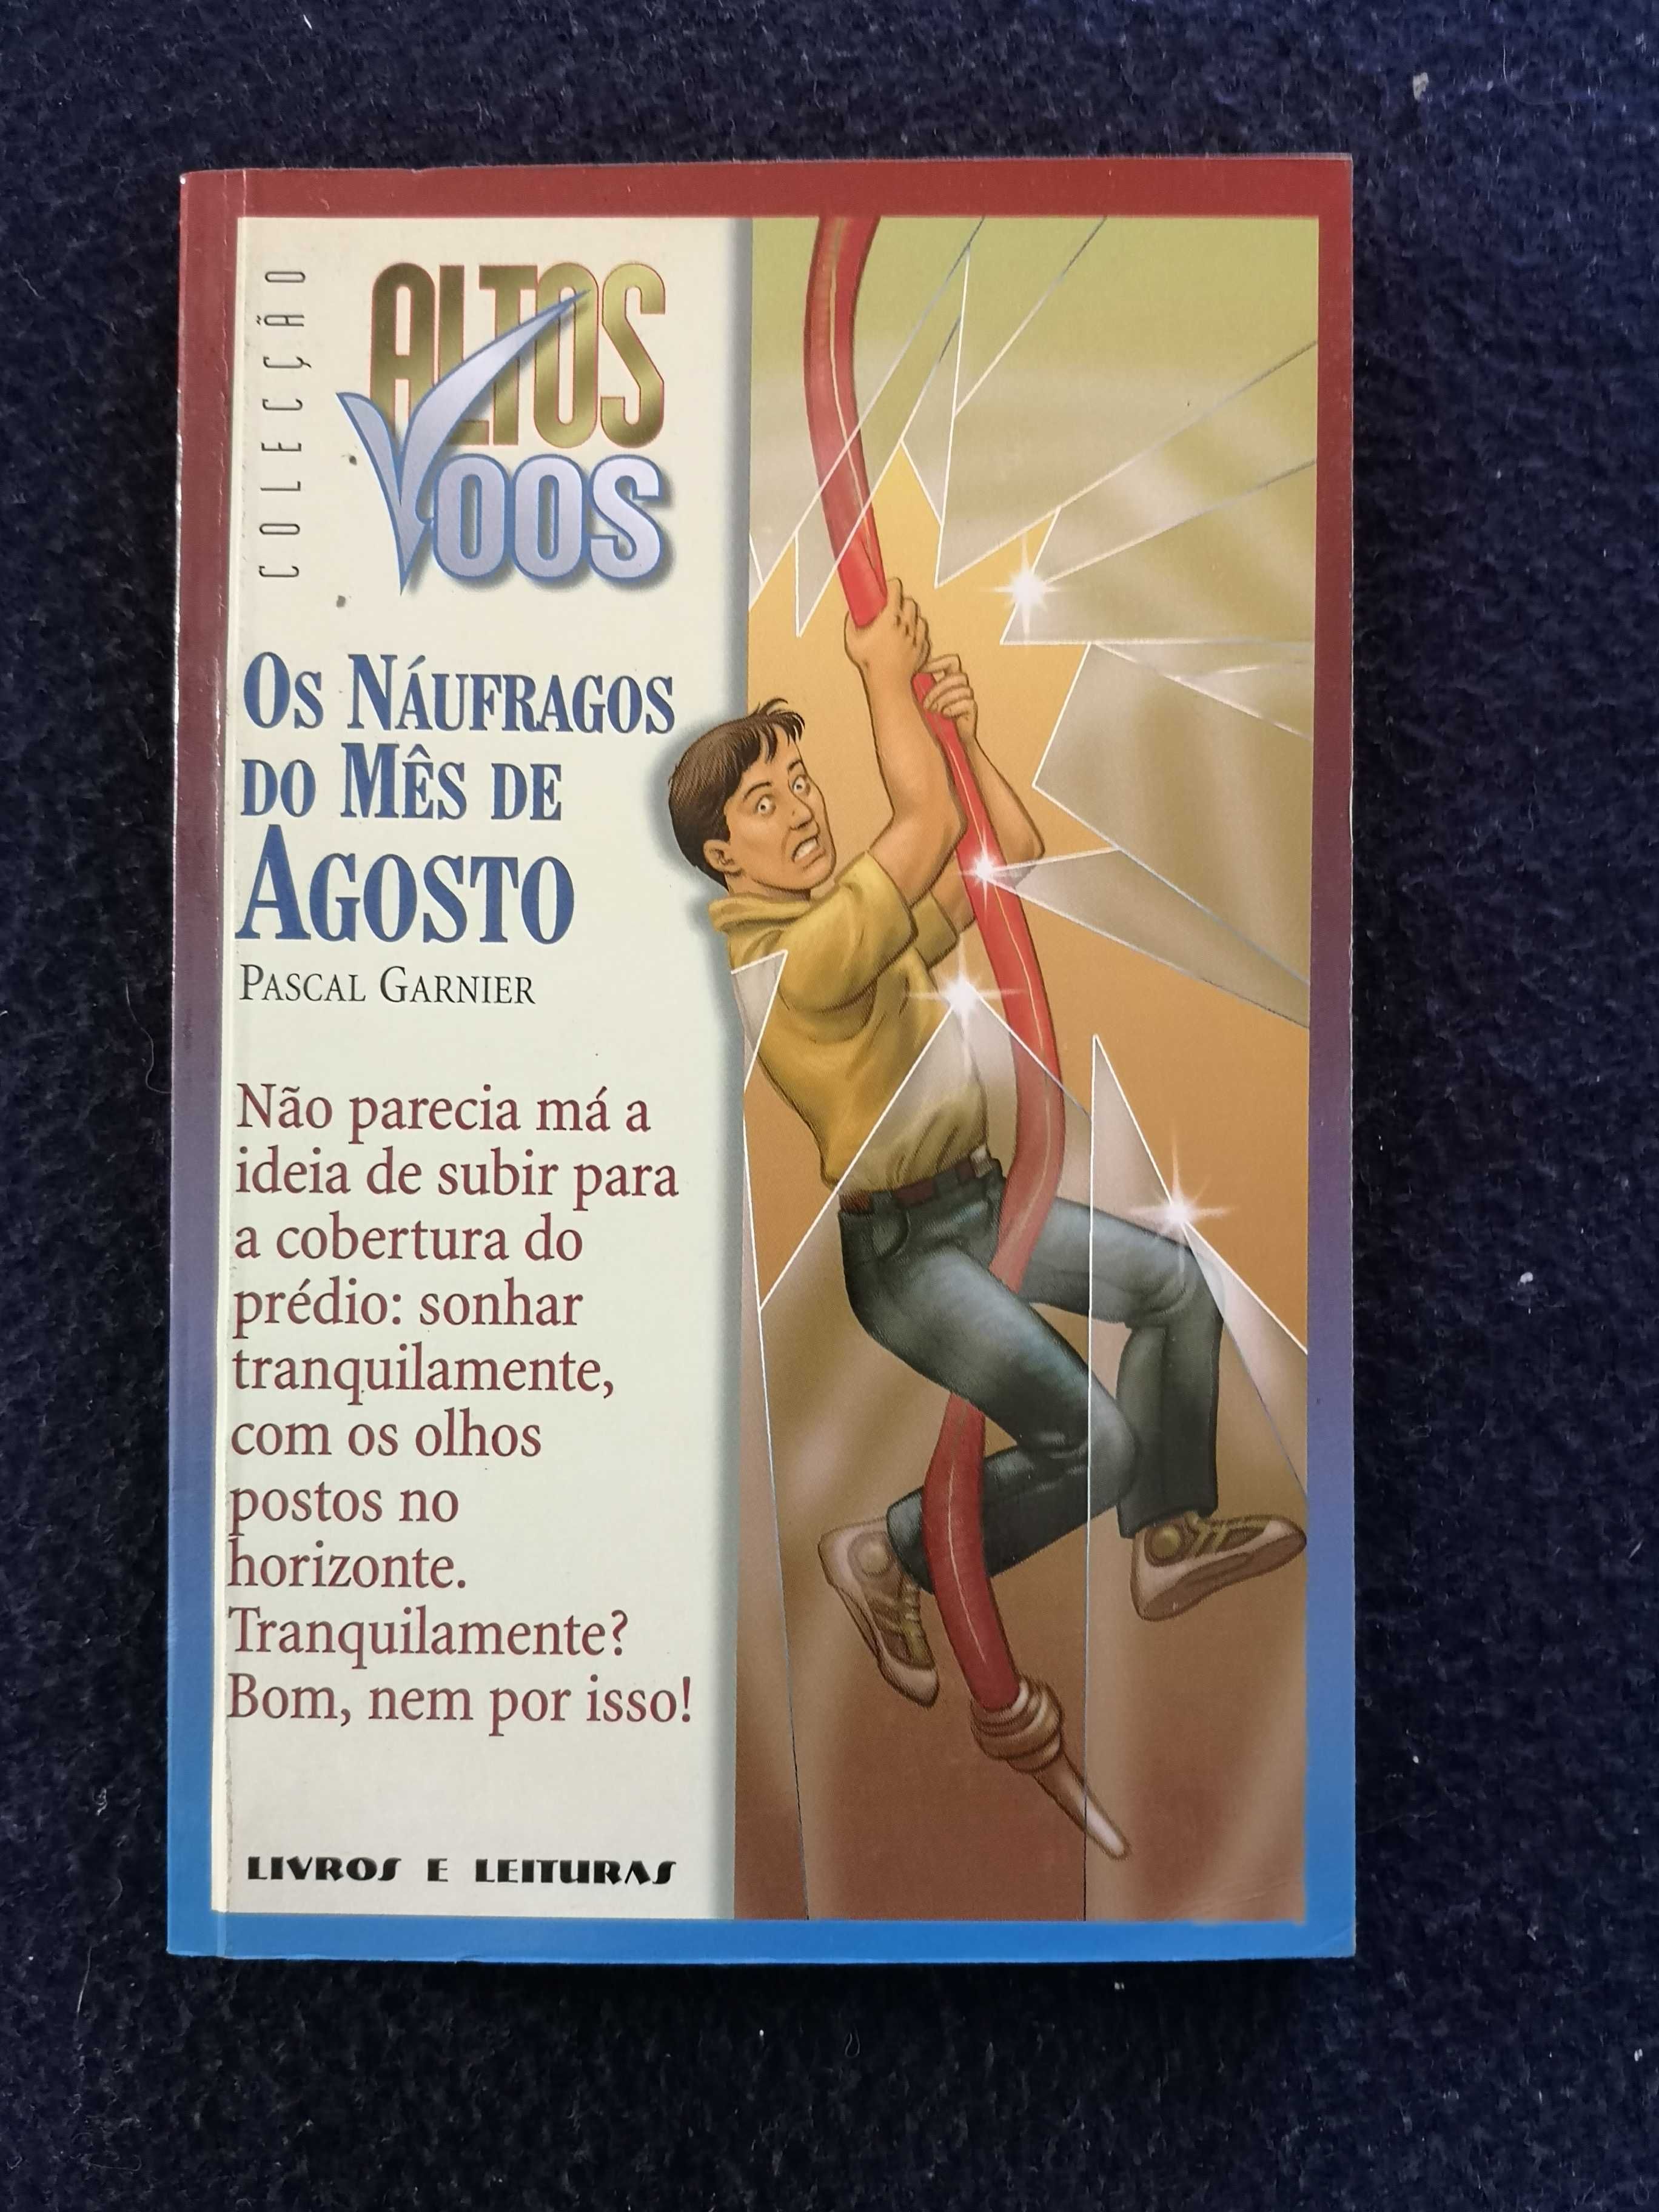 COLECÇÃO
ALTOS
VOOS
OS NÁUFRAGOS
DO MÊS DE
AGOSTO
PASCAL GARNIER
Não parecia má a
ideia de subir para
a cobertura do
prédio: sonhar
tranquilamente,
com os olhos
postos no
horizonte.
Tranquilamente?
Bom, nem por isso!
LIVROS E LEITURAS